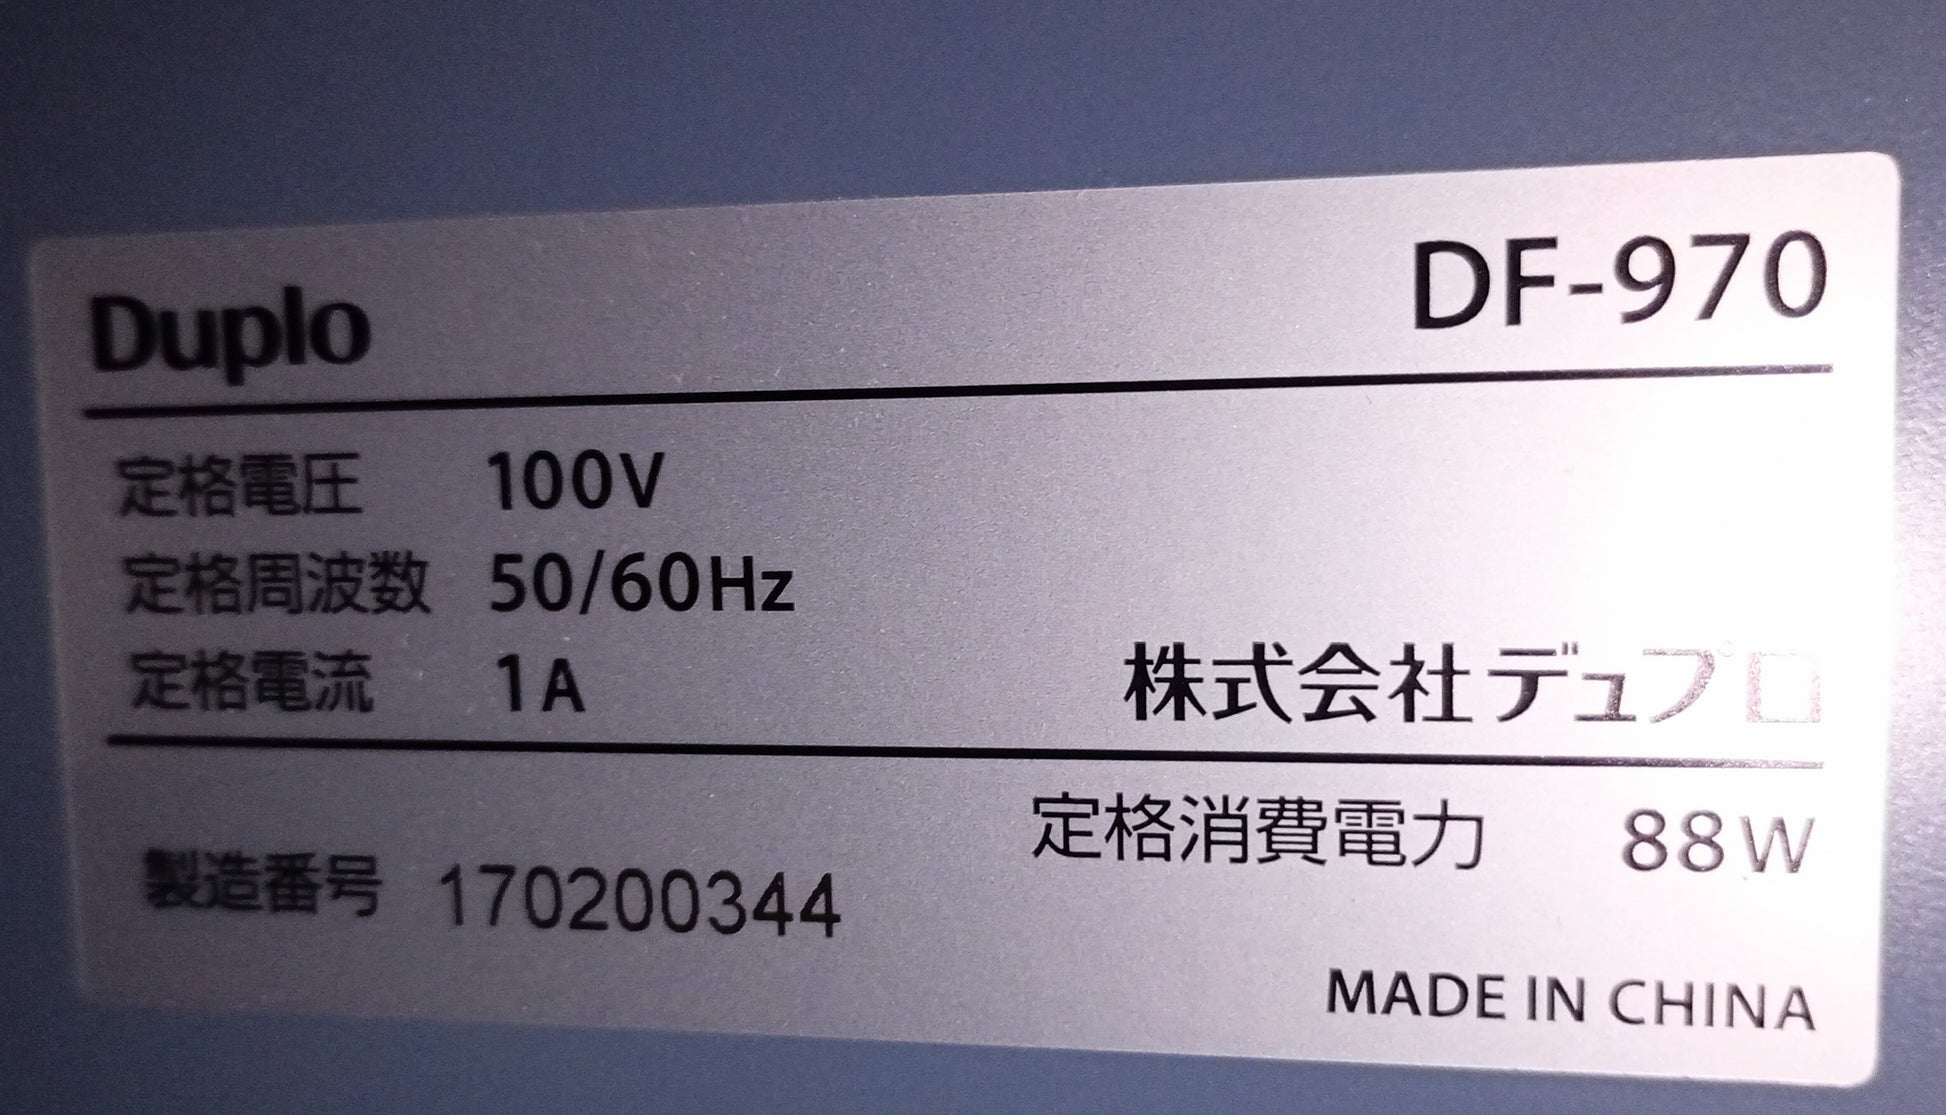 Duplo DF-970
定格電圧 100V
定格周波数 50/60Hz
定格電流 1A
株式会社デュプロ
定格消費電力 88W
製造番号 170200344
MADE IN CHINA